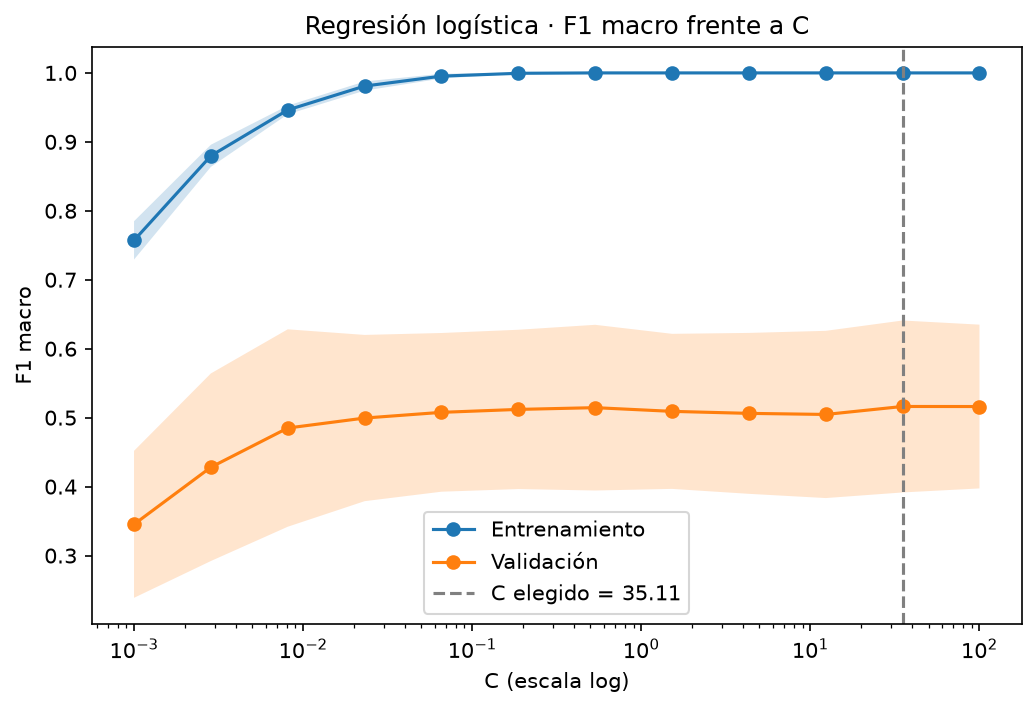 Regresión logística · F1 macro frente a C
F1 macro
1.0
0.9
0.8
0.7
0.6
0.5
0.4
0.3
Entrenamiento
Validación
C elegido = 35.11
10⁻³ 10⁻² 10⁻¹ 10⁰ 10¹ 10²
C (escala log)